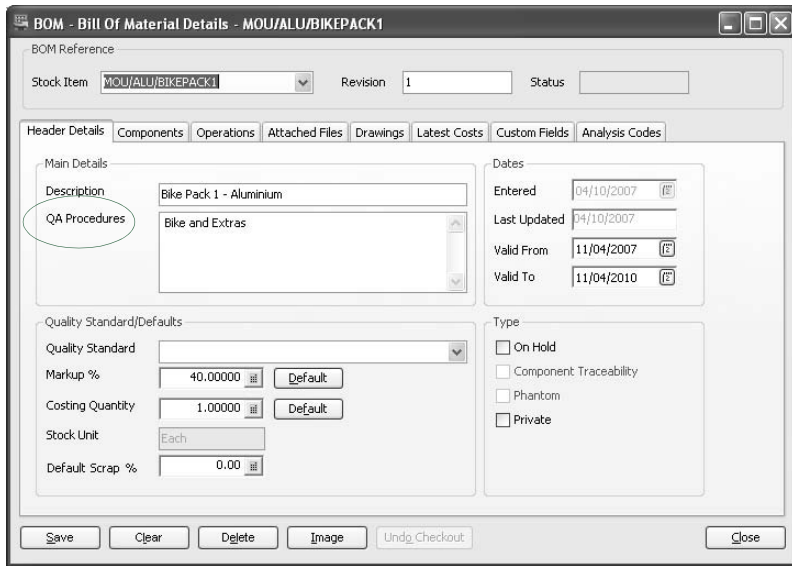 BOM - Bill Of Material Details - MOU/ALU/BIKEPACK1
BOM Reference
Stock Item MOU/ALU/BIKEPACK1 Revision 1 Status
Header Details Components Operations Attached Files Drawings Latest Costs Custom Fields Analysis Codes
Main Details
Description Bike Pack 1 - Aluminium
QA Procedures Bike and Extras
Dates
Entered 04/10/2007
Last Updated 04/10/2007
Valid From 11/04/2007
Valid To 11/04/2010
Quality Standard/Defaults
Quality Standard
Markup % 40.00000 Default
Costing Quantity 1.00000 Default
Stock Unit Each
Default Scrap % 0.00
Type
On Hold
Component Traceability
Phantom
Private
Save Clear Delete Image Undo Checkout Close